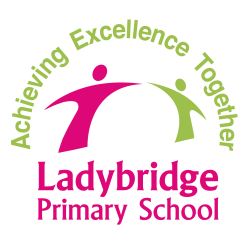 Achieving Excellence Together
Ladybridge
Primary School